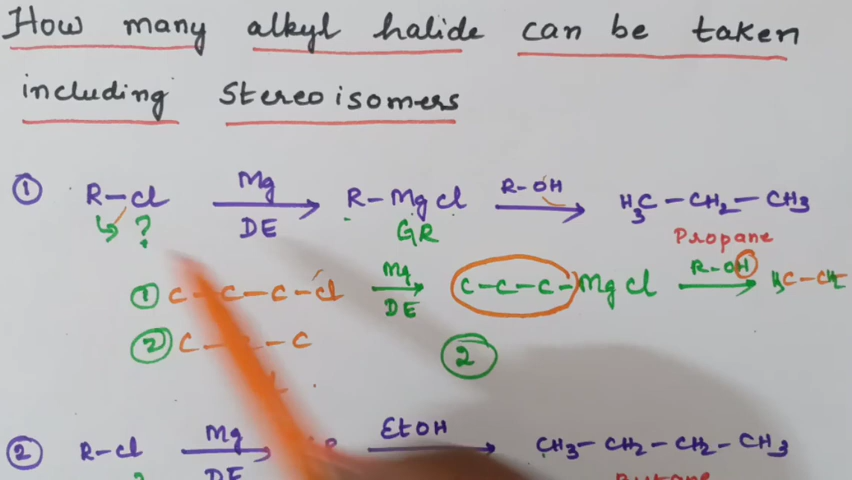 How many alkyl halide can be taken
including Stereoisomers
① R-Cl Mg DE R-MgCl R-OH H₃C-CH₂-CH₃
? GR Propane
① C-C-C-Cl Mg DE C-C-C-MgCl R-OH H₃C-CH₂
② C- -C ②
② R-Cl Mg DE EtOH CH₃-CH₂-CH₂-CH₃
?